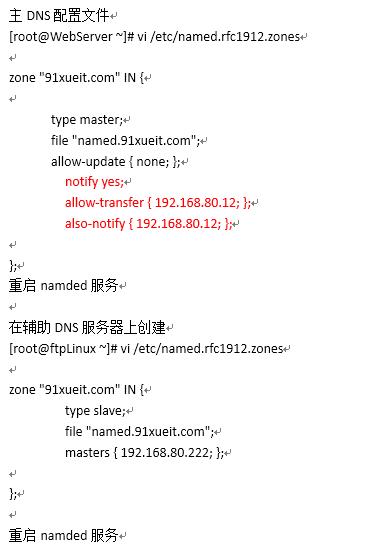 主 DNS 配置文件
[root@WebServer ~]# vi /etc/named.rfc1912.zones
zone "91xueit.com" IN {
type master;
file "named.91xueit.com";
allow-update { none; };
notify yes;
allow-transfer { 192.168.80.12; };
also-notify { 192.168.80.12; };
};
重启 namded 服务
在辅助 DNS 服务器上创建
[root@ftpLinux ~]# vi /etc/named.rfc1912.zones
zone "91xueit.com" IN {
type slave;
file "named.91xueit.com";
masters { 192.168.80.222; };
};
重启 namded 服务